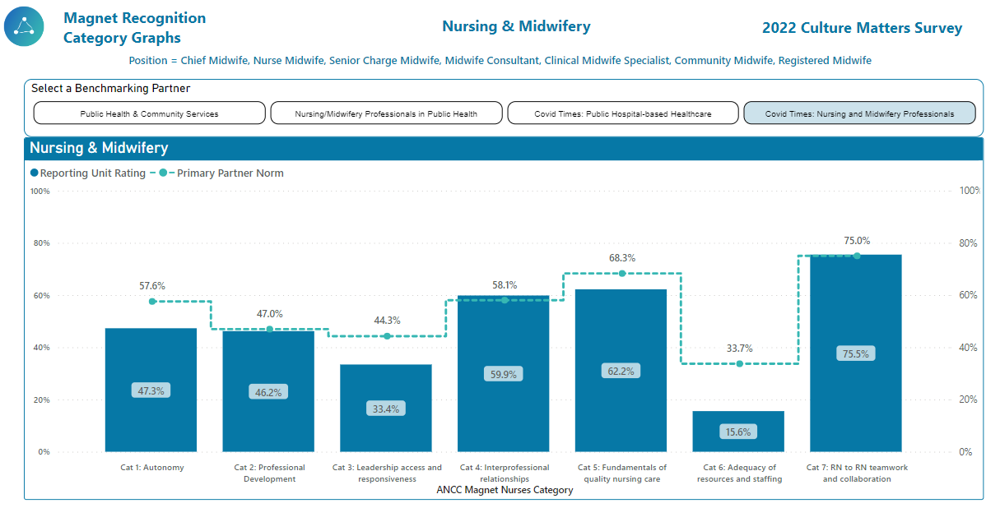 Magnet Recognition
Category Graphs
Nursing & Midwifery
2022 Culture Matters Survey
Position = Chief Midwife, Nurse Midwife, Senior Charge Midwife, Midwife Consultant, Clinical Midwife Specialist, Community Midwife, Registered Midwife
Select a Benchmarking Partner
Public Health & Community Services
Nursing/Midwifery Professionals in Public Health
Covid Times: Public Hospital-based Healthcare
Covid Times: Nursing and Midwifery Professionals
Nursing & Midwifery
Reporting Unit Rating
Primary Partner Norm
100%
80%
60%
40%
20%
0%
100%
80%
60%
40%
20%
0%
57.6%
47.0%
44.3%
58.1%
68.3%
33.7%
75.0%
47.3%
46.2%
33.4%
59.9%
62.2%
15.6%
75.5%
Cat 1: Autonomy
Cat 2: Professional
Development
Cat 3: Leadership access and
responsiveness
Cat 4: Interprofessional
relationships
Cat 5: Fundamentals of
quality nursing care
Cat 6: Adequacy of
resources and staffing
Cat 7: RN to RN teamwork
and collaboration
ANCC Magnet Nurses Category